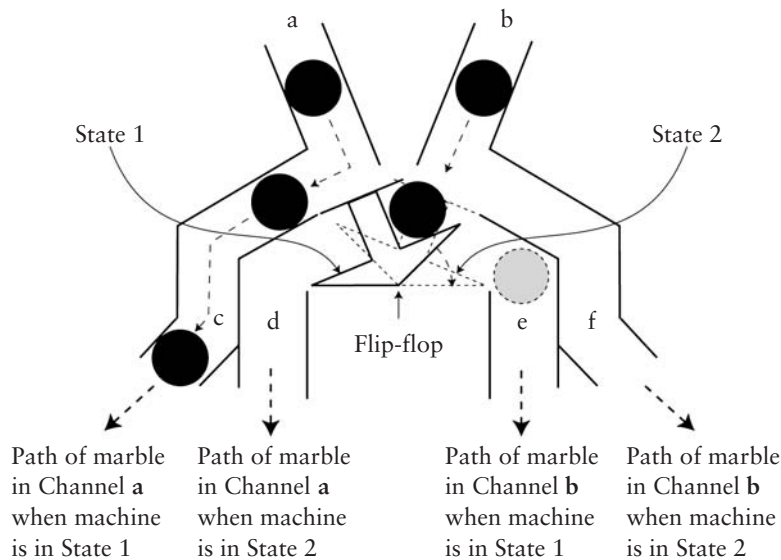 a
b
State 1
State 2
c
d
e
f
Flip-flop
Path of marble
in Channel a
when machine
is in State 1
Path of marble
in Channel a
when machine
is in State 2
Path of marble
in Channel b
when machine
is in State 1
Path of marble
in Channel b
when machine
is in State 2